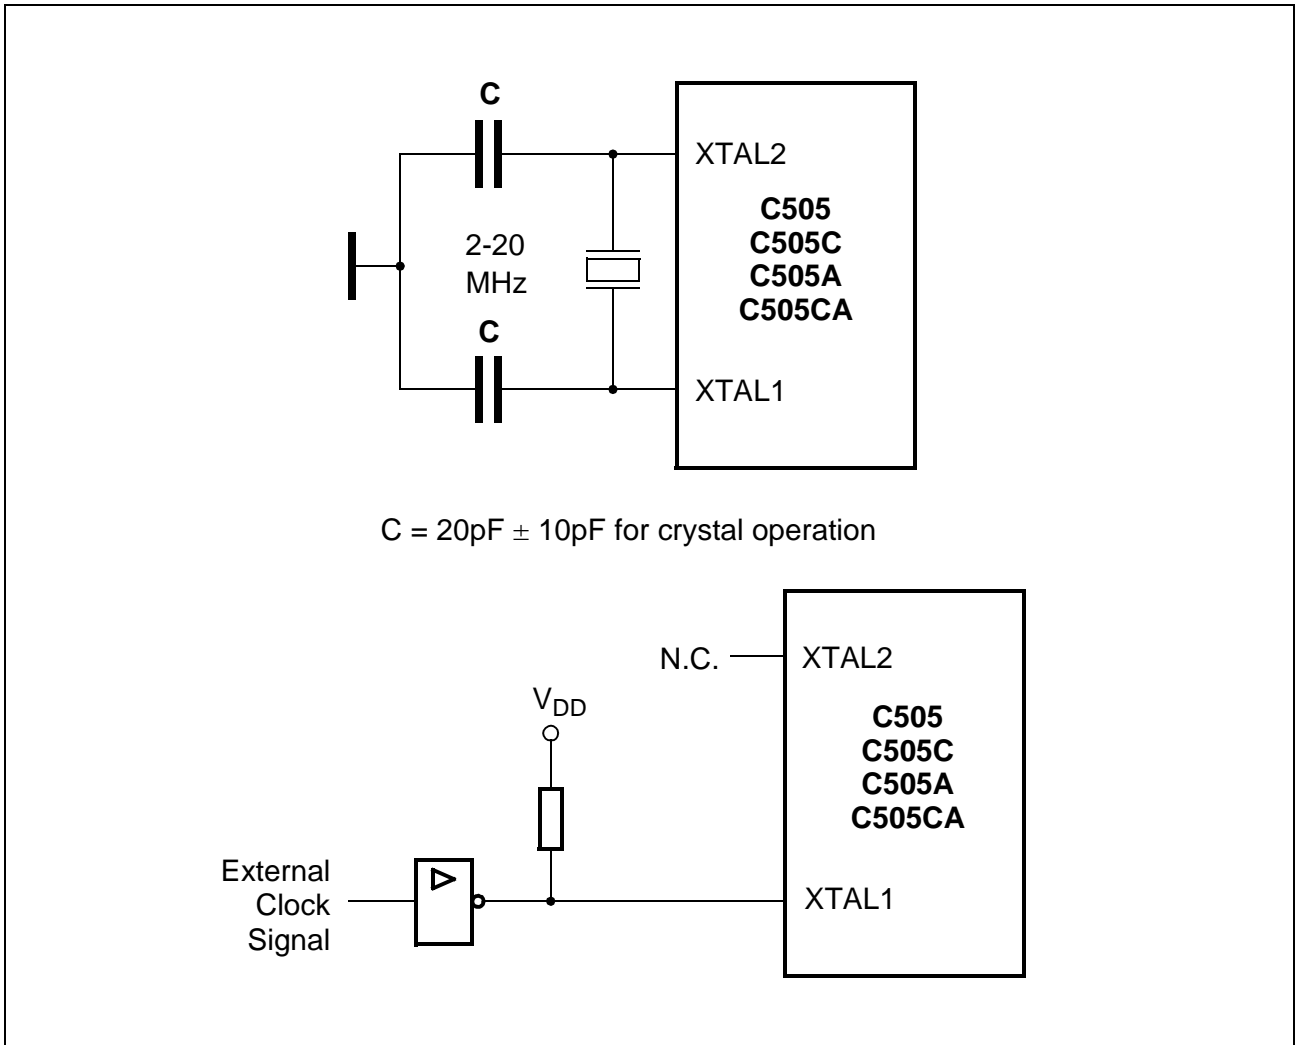 C
XTAL2
C505
C505C
C505A
C505CA
2-20
MHz
C
XTAL1
C = 20pF ± 10pF for crystal operation
N.C.
XTAL2
VDD
C505
C505C
C505A
C505CA
External
Clock
Signal
XTAL1